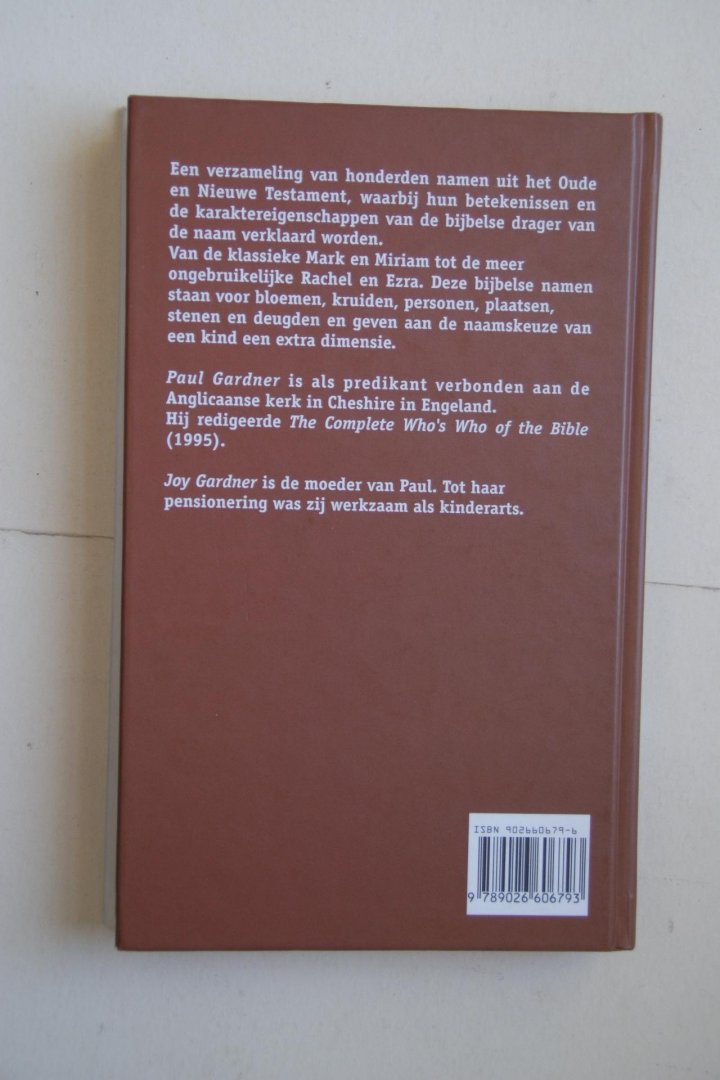 Een verzameling van honderden namen uit het Oude
en Nieuwe Testament, waarbij hun betekenissen en
de karaktereigenschappen van de bijbelse drager van
de naam verklaard worden.
Van de klassieke Mark en Miriam tot de meer
ongebruikelijke Rachel en Ezra. Deze bijbelse namen
staan voor bloemen, kruiden, personen, plaatsen,
stenen en deugden en geven aan de naamskeuze van
een kind een extra dimensie.
Paul Gardner is als predikant verbonden aan de
Anglicaanse kerk in Cheshire in Engeland.
Hij redigeerde The Complete Who's Who of the Bible
(1995).
Joy Gardner is de moeder van Paul. Tot haar
pensionering was zij werkzaam als kinderarts.
ISBN 902660679-6
9 789026 606793